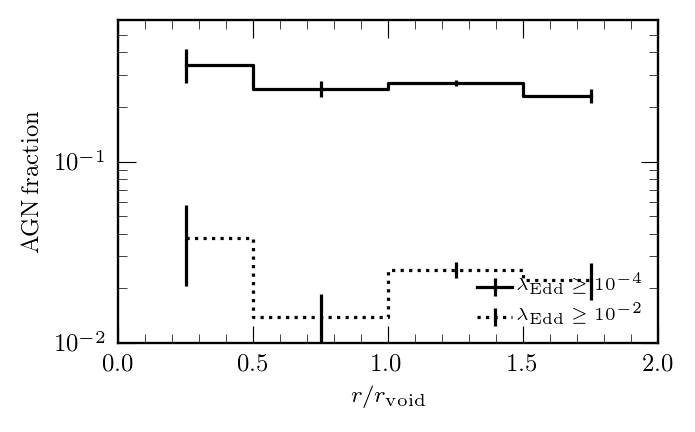 AGN fraction
10⁻¹
10⁻²
0.0 0.5 1.0 1.5 2.0
r/r_void
λ_Edd ≥ 10⁻⁴
λ_Edd ≥ 10⁻²